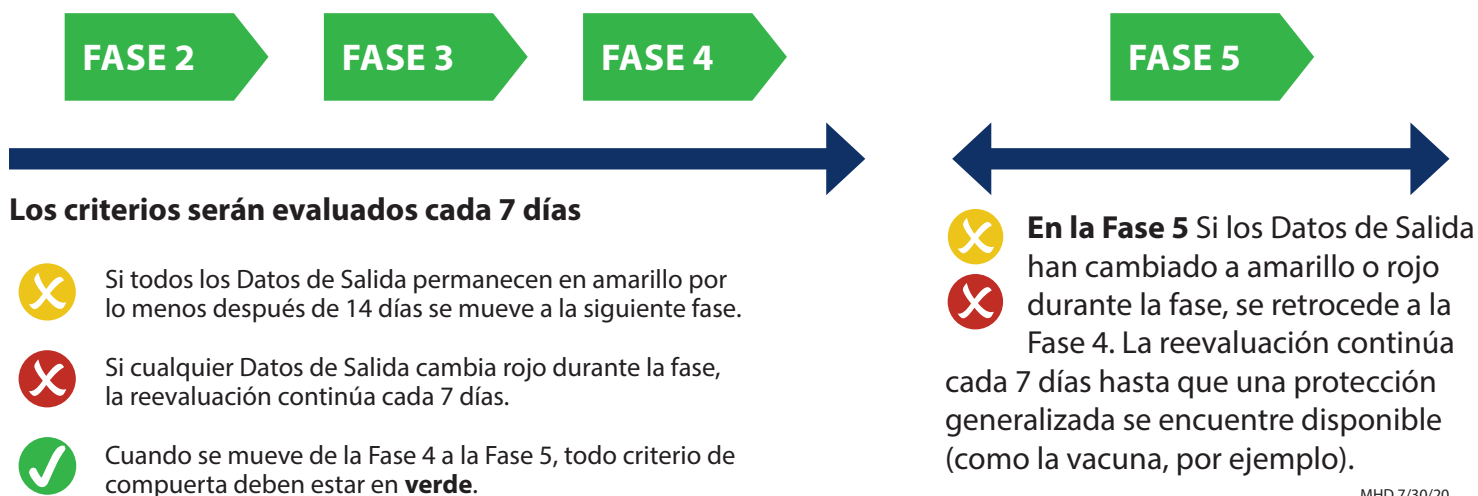 FASE 2
FASE 3
FASE 4
FASE 5
Los criterios serán evaluados cada 7 días
Si todos los Datos de Salida permanecen en amarillo por
lo menos después de 14 días se mueve a la siguiente fase.
Si cualquier Datos de Salida cambia rojo durante la fase,
la reevaluación continúa cada 7 días.
Cuando se mueve de la Fase 4 a la Fase 5, todo criterio de
compuerta deben estar en verde.
En la Fase 5 Si los Datos de Salida
han cambiado a amarillo o rojo
durante la fase, se retrocede a la
Fase 4. La reevaluación continúa
cada 7 días hasta que una protección
generalizada se encuentre disponible
(como la vacuna, por ejemplo).
MHD 7/30/20